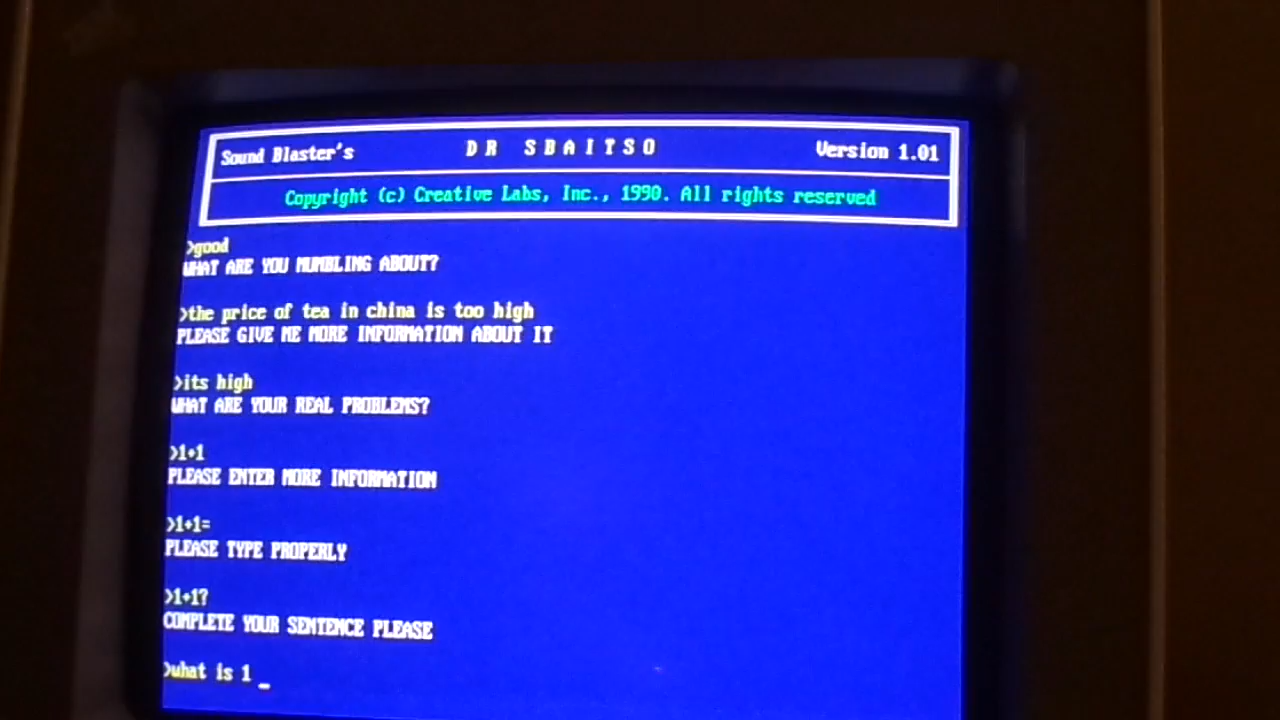 Sound Blaster's D R S B A I T S O Version 1.01
Copyright (c) Creative Labs, Inc., 1990. All rights reserved
>good
WHAT ARE YOU MUMBLING ABOUT?
>the price of tea in china is too high
PLEASE GIVE ME MORE INFORMATION ABOUT IT
>its high
WHAT ARE YOUR REAL PROBLEMS?
>1+1
PLEASE ENTER MORE INFORMATION
>1+1=
PLEASE TYPE PROPERLY
>1+1?
COMPLETE YOUR SENTENCE PLEASE
>what is 1 _